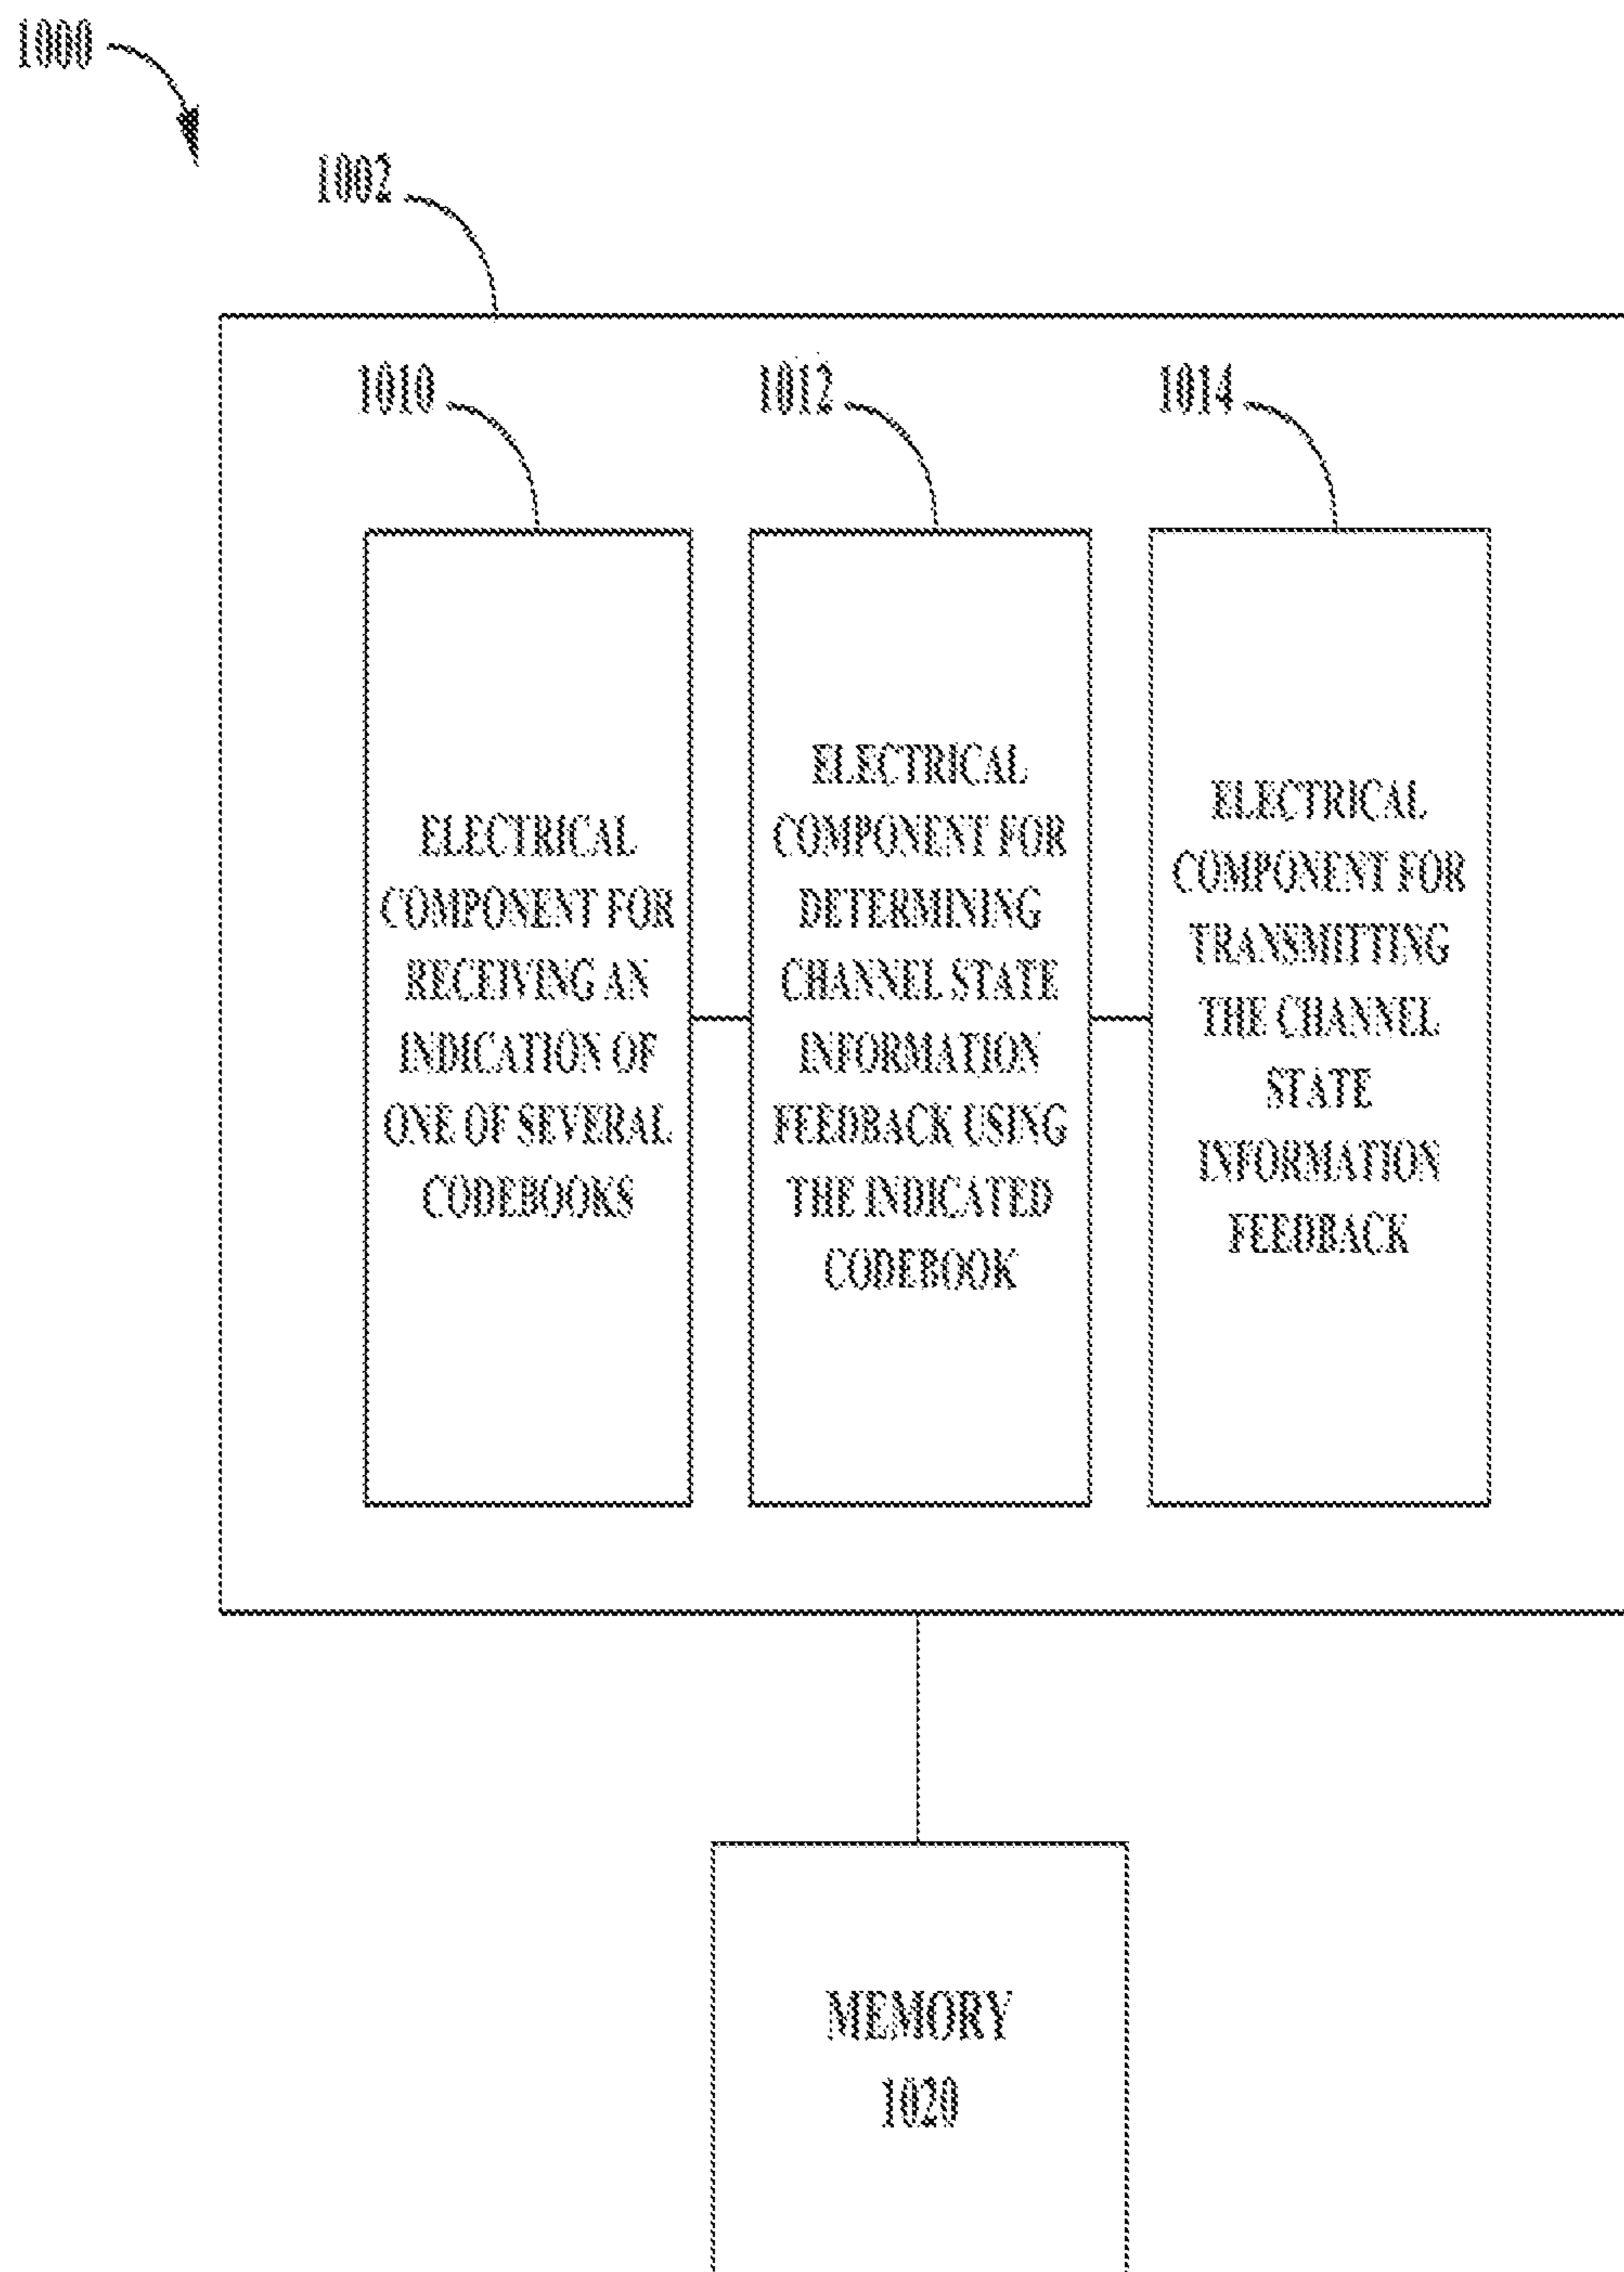 1000
1002
1010
1012
1014
ELECTRICAL
COMPONENT FOR
RECEIVING AN
INDICATION OF
ONE OF SEVERAL
CODEBOOKS
ELECTRICAL
COMPONENT FOR
DETERMINING
CHANNEL STATE
INFORMATION
FEEDBACK USING
THE INDICATED
CODEBOOK
ELECTRICAL
COMPONENT FOR
TRANSMITTING
THE CHANNEL
STATE
INFORMATION
FEEDBACK
MEMORY
1020